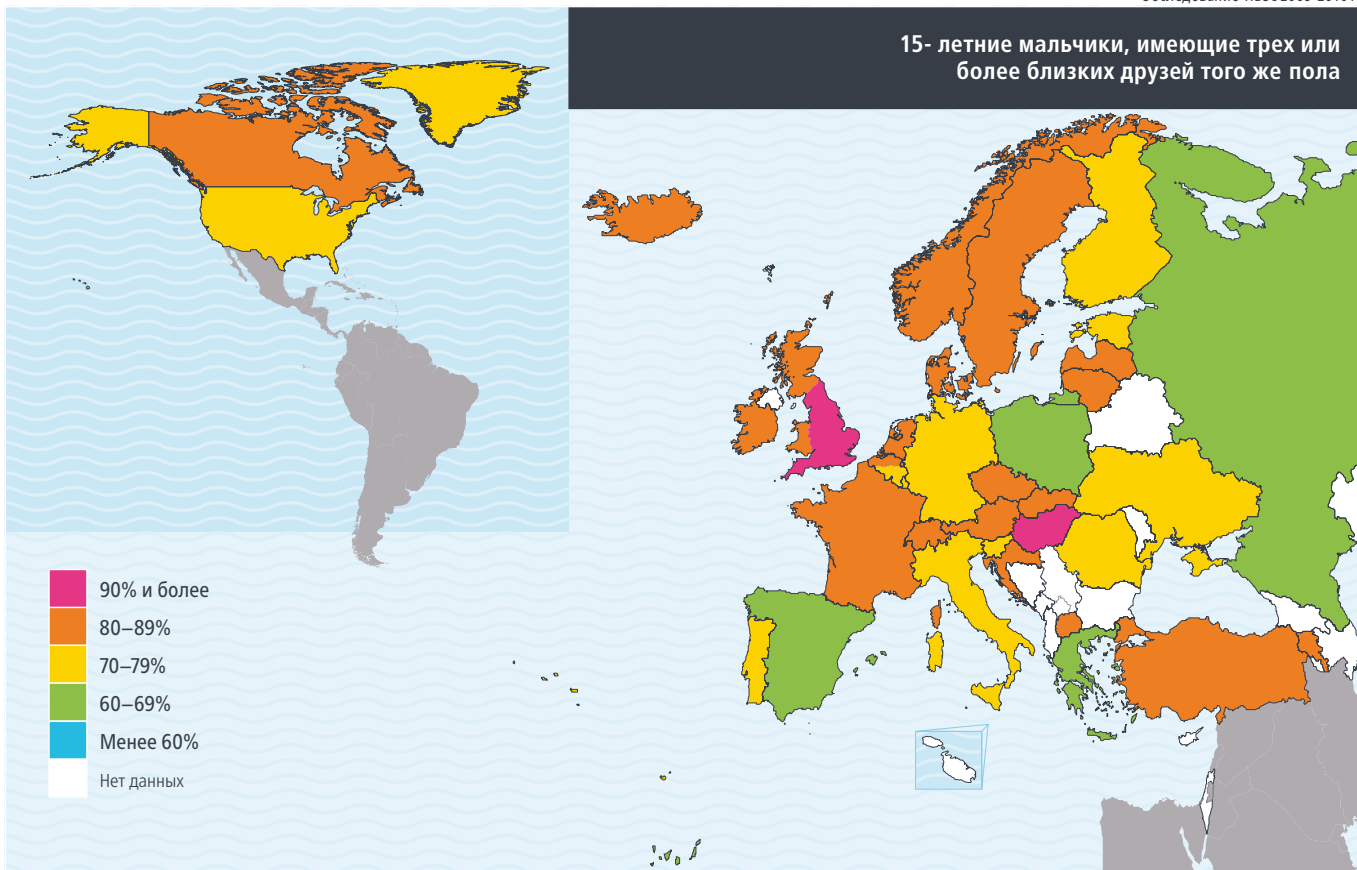 15- летние мальчики, имеющие трех или
более близких друзей того же пола
90% и более
80–89%
70–79%
60–69%
Менее 60%
Нет данных